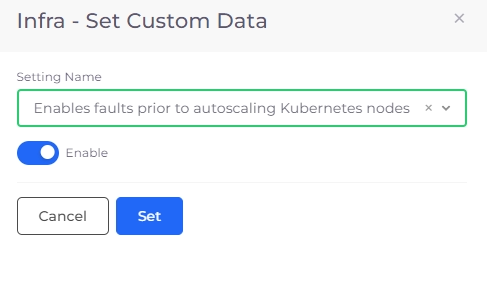 Infra - Set Custom Data
Setting Name
Enables faults prior to autoscaling Kubernetes nodes
Enable
Cancel
Set